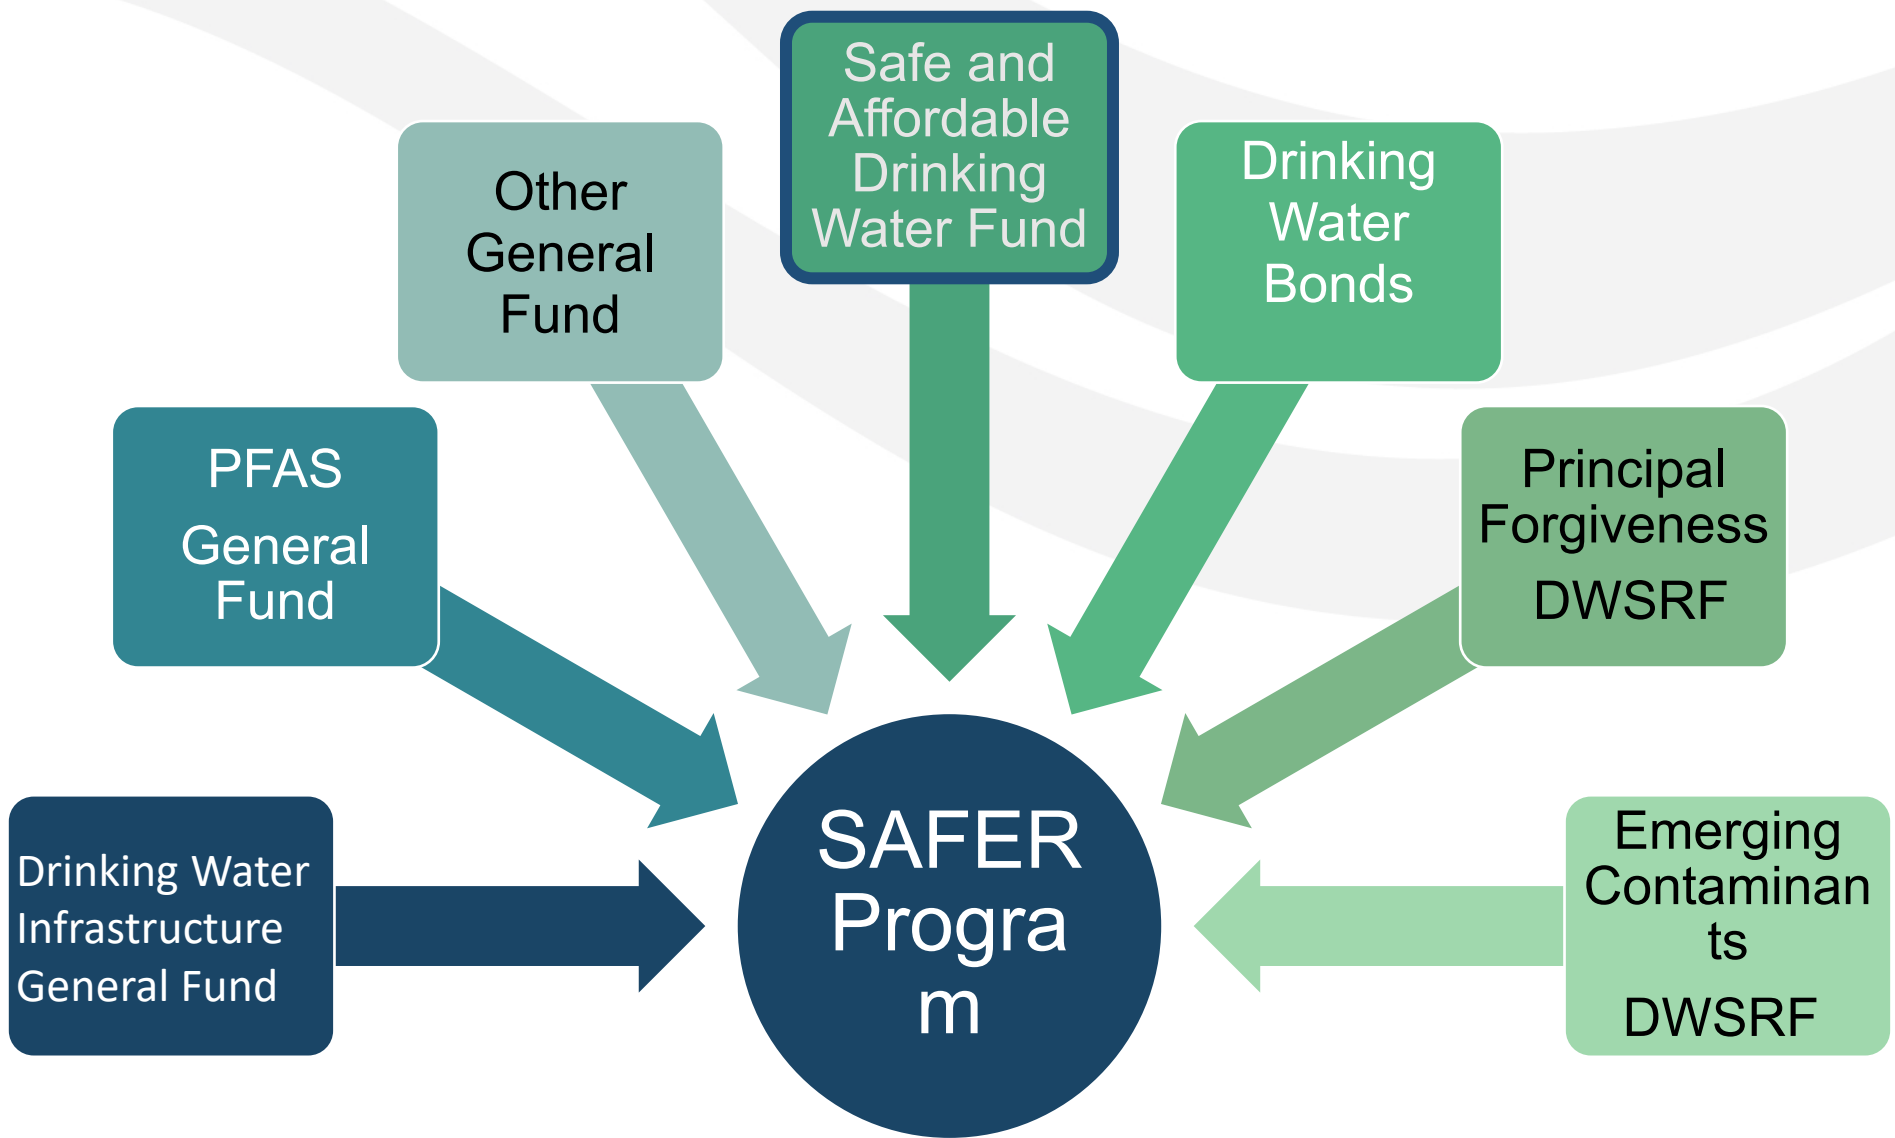 Safe and
Affordable
Drinking
Water Fund
Other
General
Fund
Drinking
Water
Bonds
PFAS
General
Fund
Principal
Forgiveness
DWSRF
Drinking Water
Infrastructure
General Fund
SAFER
Progra
m
Emerging
Contaminan
ts
DWSRF